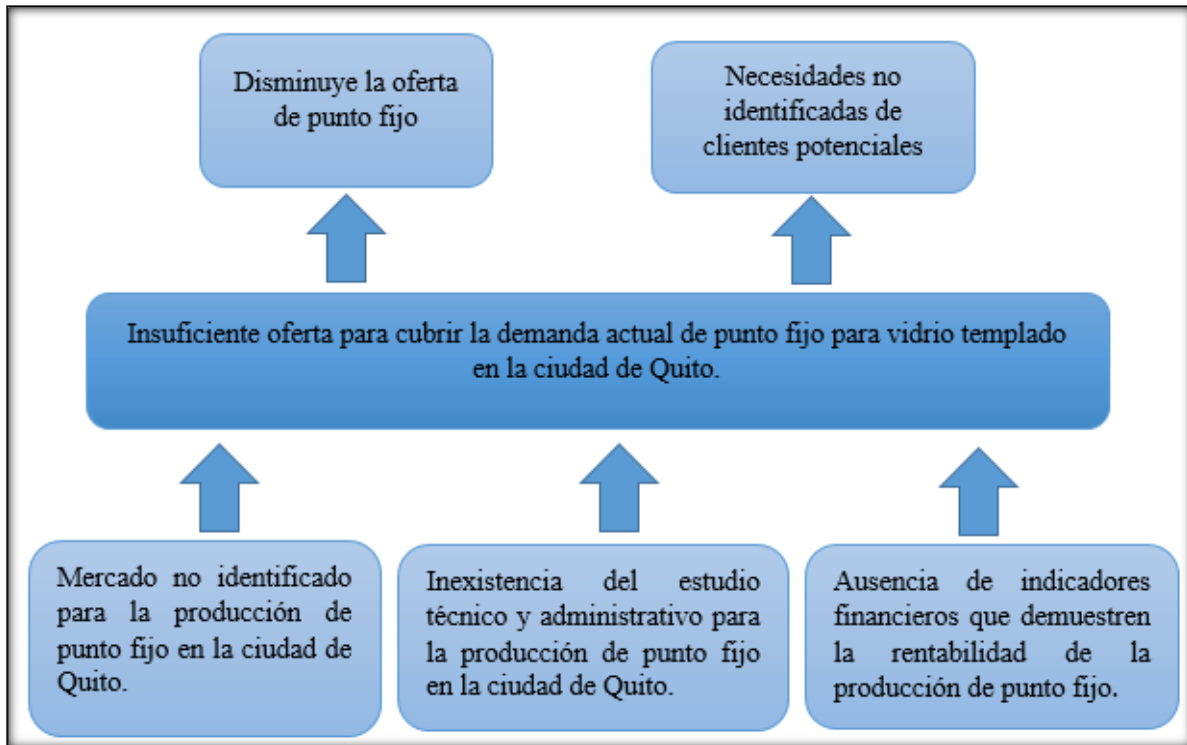 Disminuye la oferta
de punto fijo
Necesidades no
identificadas de
clientes potenciales
Insuficiente oferta para cubrir la demanda actual de punto fijo para vidrio templado
en la ciudad de Quito.
Mercado no identificado
para la producción de
punto fijo en la ciudad de
Quito.
Inexistencia del estudio
técnico y administrativo para
la producción de punto fijo
en la ciudad de Quito.
Ausencia de indicadores
financieros que demuestren
la rentabilidad de la
producción de punto fijo.